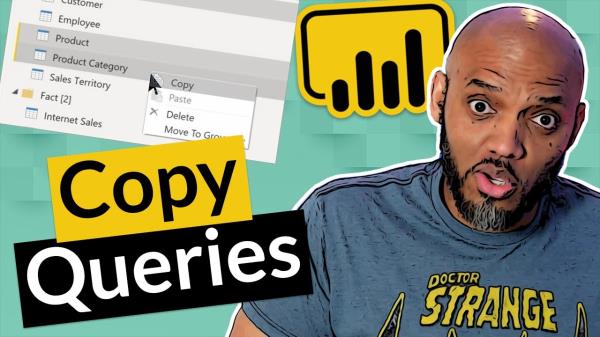 Customer
Employee
Product
Product Category
Sales Territory
Fact [2]
Internet Sales
Copy
Paste
Delete
Move To
Copy
Queries
DOCTOR
STRANGE